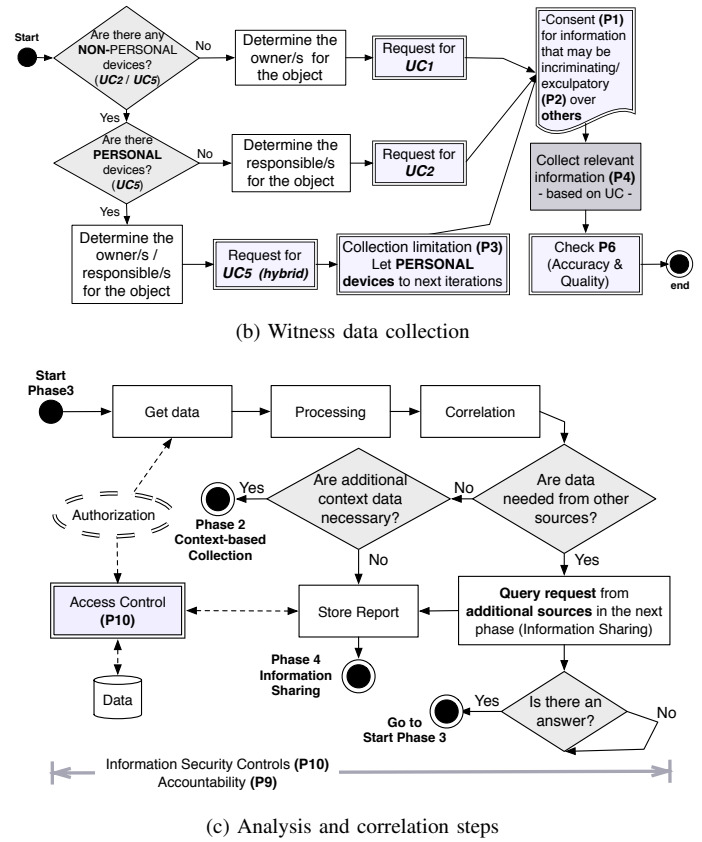 Start
Are there any
NON-PERSONAL
devices?
(UC2 / UC5)
No
Determine the
owner/s for
the object
Request for
UC1
-Consent (P1)
for information
that may be
incriminating/
exculpatory
(P2) over
others
Yes
Are there
PERSONAL
devices?
(UC5)
No
Determine the
responsible/s
for the object
Request for
UC2
Collect relevant
information (P4)
- based on UC -
Yes
Determine the
owner/s /
responsible/s
for the object
Request for
UC5 (hybrid)
Collection limitation (P3)
Let PERSONAL
devices to next iterations
Check P6
(Accuracy &
Quality)
end
(b) Witness data collection
Start
Phase3
Get data
Processing
Correlation
Authorization
Yes
Phase 2
Context-based
Collection
Are additional
context data
necessary?
No
Are data
needed from other
sources?
No
Yes
Access Control
(P10)
Store Report
Query request from
additional sources in the next
phase (Information Sharing)
Data
Phase 4
Information
Sharing
Go to
Start Phase 3
Yes
Is there an
answer?
No
Information Security Controls (P10)
Accountability (P9)
(c) Analysis and correlation steps